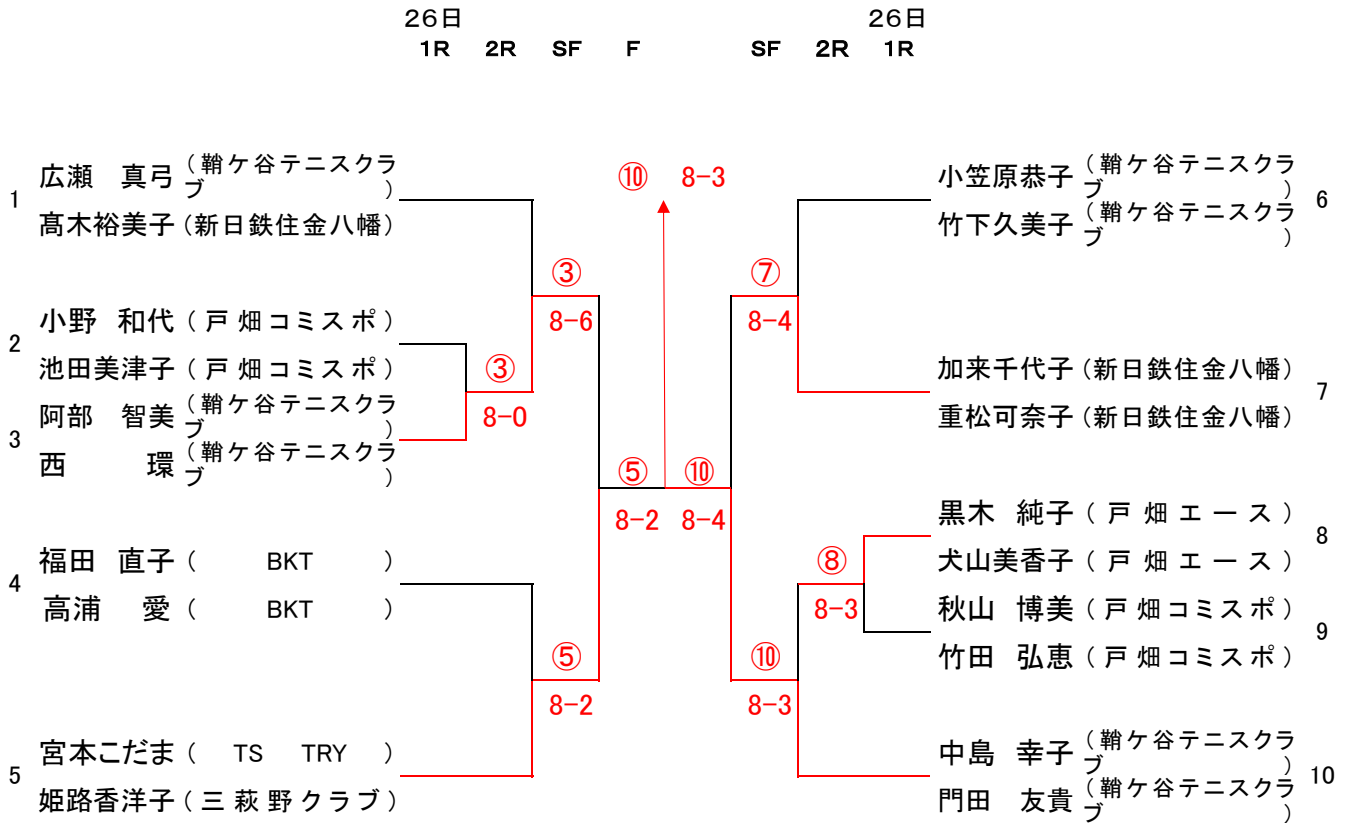 26日 26日
1R 2R SF F SF 2R 1R
⑩ 8-3
1 広瀬 真弓 (鞘ケ谷テニスクラブ)
髙木裕美子 (新日鉄住金八幡)
③
8-6
2 小野 和代 (戸畑コミスポ)
池田美津子 (戸畑コミスポ)
③
8-0
3 阿部 智美 (鞘ケ谷テニスクラブ)
西 環 (鞘ケ谷テニスクラブ)
⑤ ⑩
8-2 8-4
4 福田 直子 ( BKT )
高浦 愛 ( BKT )
⑤
8-2
5 宮本こだま ( TS TRY )
姫路香洋子 (三萩野クラブ)
小笠原恭子 (鞘ケ谷テニスクラブ) 6
竹下久美子 (鞘ケ谷テニスクラブ)
⑦
8-4
加来千代子 (新日鉄住金八幡) 7
重松可奈子 (新日鉄住金八幡)
黒木 純子 (戸畑エース) 8
犬山美香子 (戸畑エース)
⑧
8-3
秋山 博美 (戸畑コミスポ) 9
竹田 弘恵 (戸畑コミスポ)
⑩
8-3
中島 幸子 (鞘ケ谷テニスクラブ) 10
門田 友貴 (鞘ケ谷テニスクラブ)